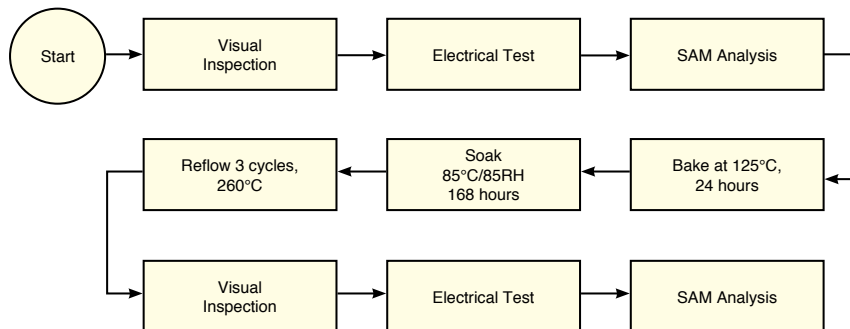 Start
Visual
Inspection
Electrical Test
SAM Analysis
Bake at 125°C,
24 hours
Soak
85°C/85RH
168 hours
Reflow 3 cycles,
260°C
Visual
Inspection
Electrical Test
SAM Analysis